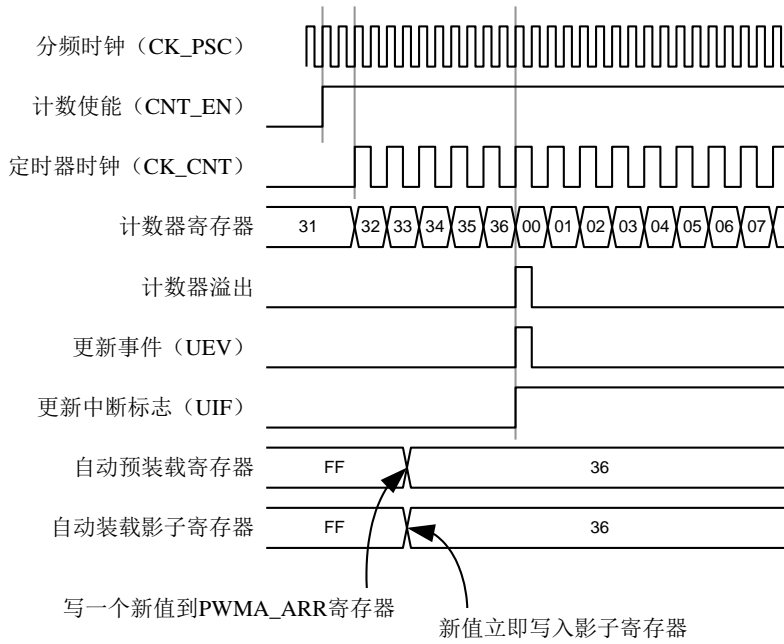 分频时钟（CK_PSC）
计数使能（CNT_EN）
定时器时钟（CK_CNT）
计数器寄存器 31 32 33 34 35 36 00 01 02 03 04 05 06 07
计数器溢出
更新事件（UEV）
更新中断标志（UIF）
自动预装载寄存器 FF 36
自动装载影子寄存器 FF 36
写一个新值到PWMA_ARR寄存器
新值立即写入影子寄存器